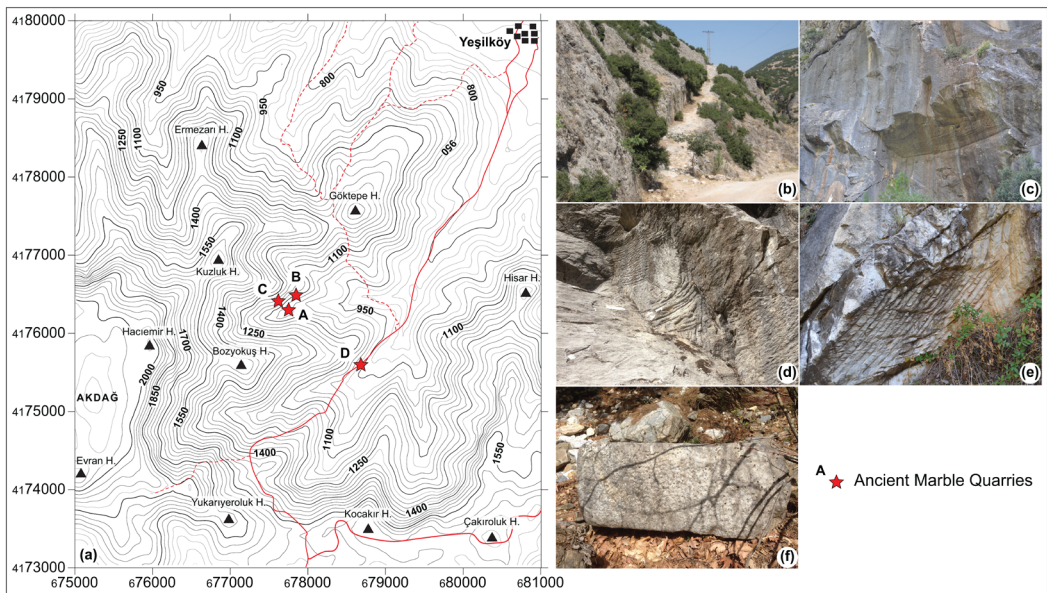 4180000
4179000
4178000
4177000
4176000
4175000
4174000
4173000
675000
676000
677000
678000
679000
680000
681000
Yeşilköy
950
800
800
1250
1100
950
Ermezarı H.
1100
950
Göktepe H.
1400
1550
1100
Kuzluk H.
B
C
A
Hisar H.
950
1400
1250
1100
Hacıemir H.
1700
Bozyokuş H.
D
2000
1850
AKDAĞ
1550
1100
1400
1250
1550
Evran H.
1400
Yukarıyeroluk H.
Kocakır H.
Çakıroluk H.
(a)
(b)
(c)
(d)
(e)
(f)
A
Ancient Marble Quarries